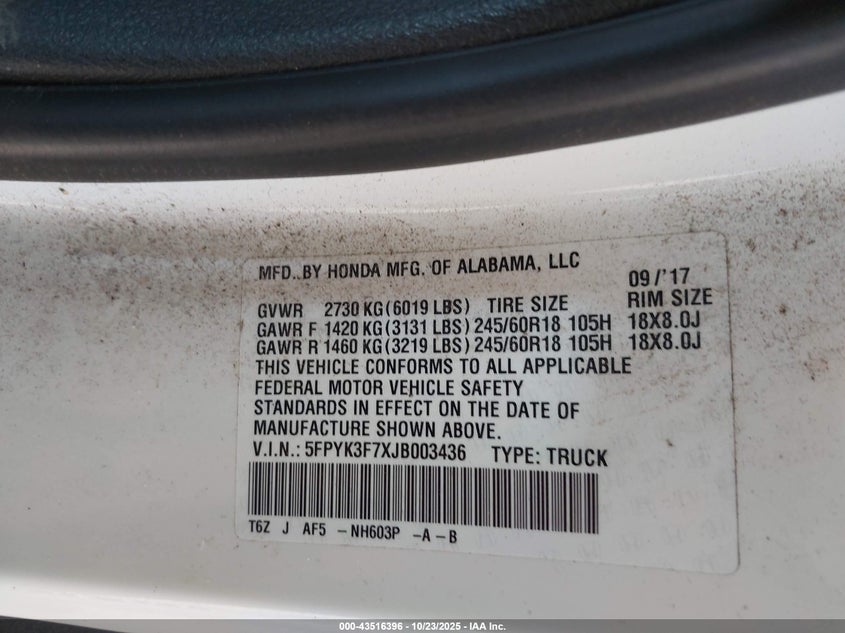 MFD. BY HONDA MFG. OF ALABAMA, LLC
09/'17
GVWR 2730 KG(6019 LBS) TIRE SIZE RIM SIZE
GAWR F 1420 KG(3131 LBS) 245/60R18 105H 18X8.0J
GAWR R 1460 KG(3219 LBS) 245/60R18 105H 18X8.0J
THIS VEHICLE CONFORMS TO ALL APPLICABLE
FEDERAL MOTOR VEHICLE SAFETY
STANDARDS IN EFFECT ON THE DATE OF
MANUFACTURE SHOWN ABOVE.
V.I.N.: 5FPYK3F7XJB003436 TYPE: TRUCK
T6Z J AF5 -NH603P -A-B
000-43516396 - 10/23/2025 - IAA Inc.